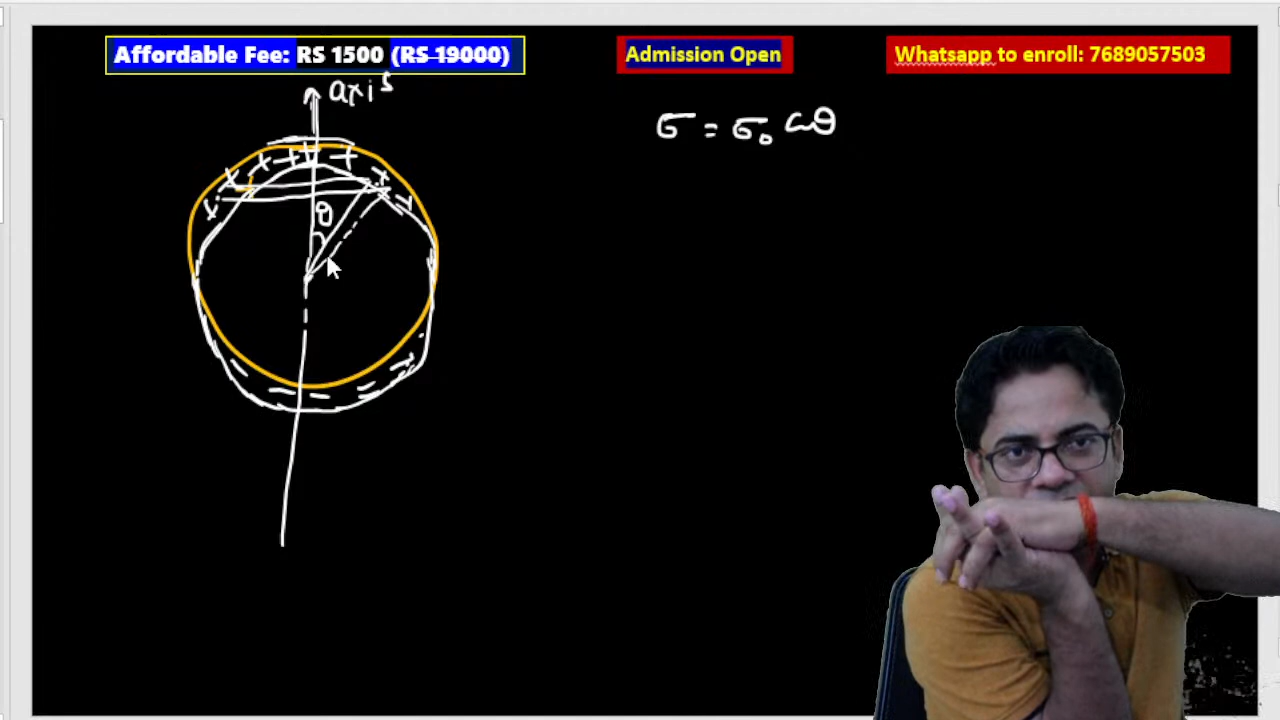 Affordable Fee: RS 1500 (RS 19000)
Admission Open
Whatsapp to enroll: 7689057503
axis
σ = σ₀ cosθ
θ